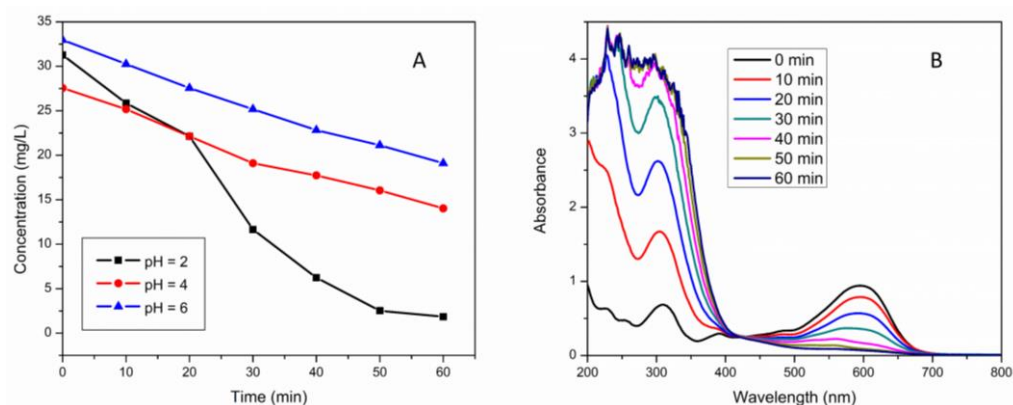 A
Concentration (mg/L)
35
30
25
20
15
10
5
0
pH = 2
pH = 4
pH = 6
0 10 20 30 40 50 60
Time (min)
B
Absorbance
4
3
2
1
0
0 min
10 min
20 min
30 min
40 min
50 min
60 min
200 300 400 500 600 700 800
Wavelength (nm)